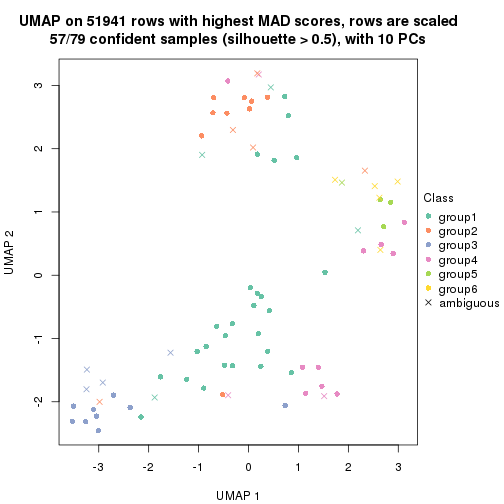 UMAP on 51941 rows with highest MAD scores, rows are scaled
57/79 confident samples (silhouette > 0.5), with 10 PCs
3
2
1
0
-1
-2
UMAP 2
-3
-2
-1
0
1
2
3
UMAP 1
Class
group1
group2
group3
group4
group5
group6
ambiguous